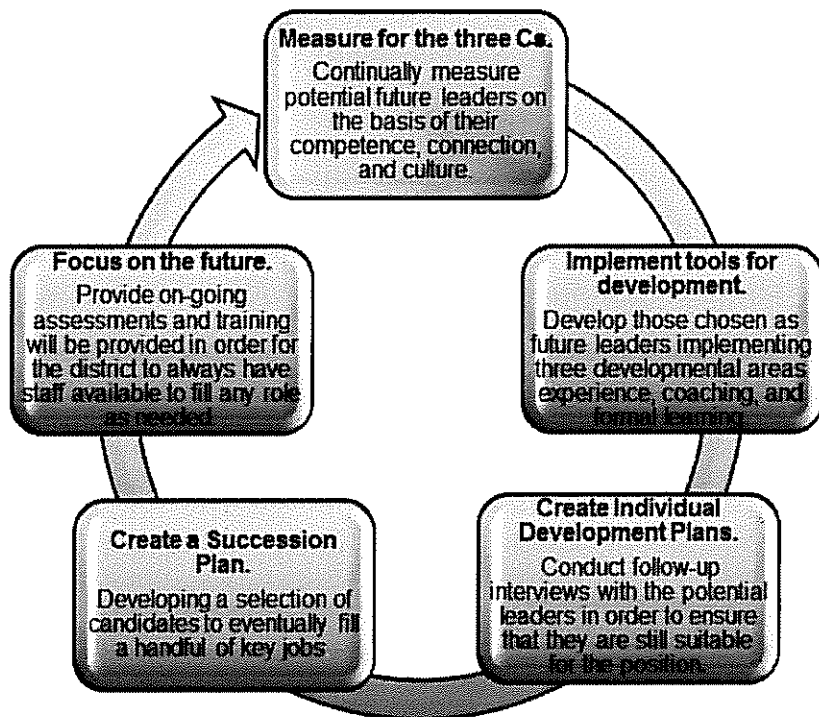 Measure for the three Cs.
Continually measure
potential future leaders on
the basis of their
competence, connection,
and culture.
Implement tools for
development.
Develop those chosen as
future leaders implementing
three developmental areas
experience, coaching, and
formal learning
Create Individual
Development Plans.
Conduct follow-up
interviews with the potential
leaders in order to ensure
that they are still suitable
for the position.
Create a Succession
Plan.
Developing a selection of
candidates to eventually fill
a handful of key jobs
Focus on the future.
Provide on-going
assessments and training
will be provided in order for
the district to always have
staff available to fill any role
as needed